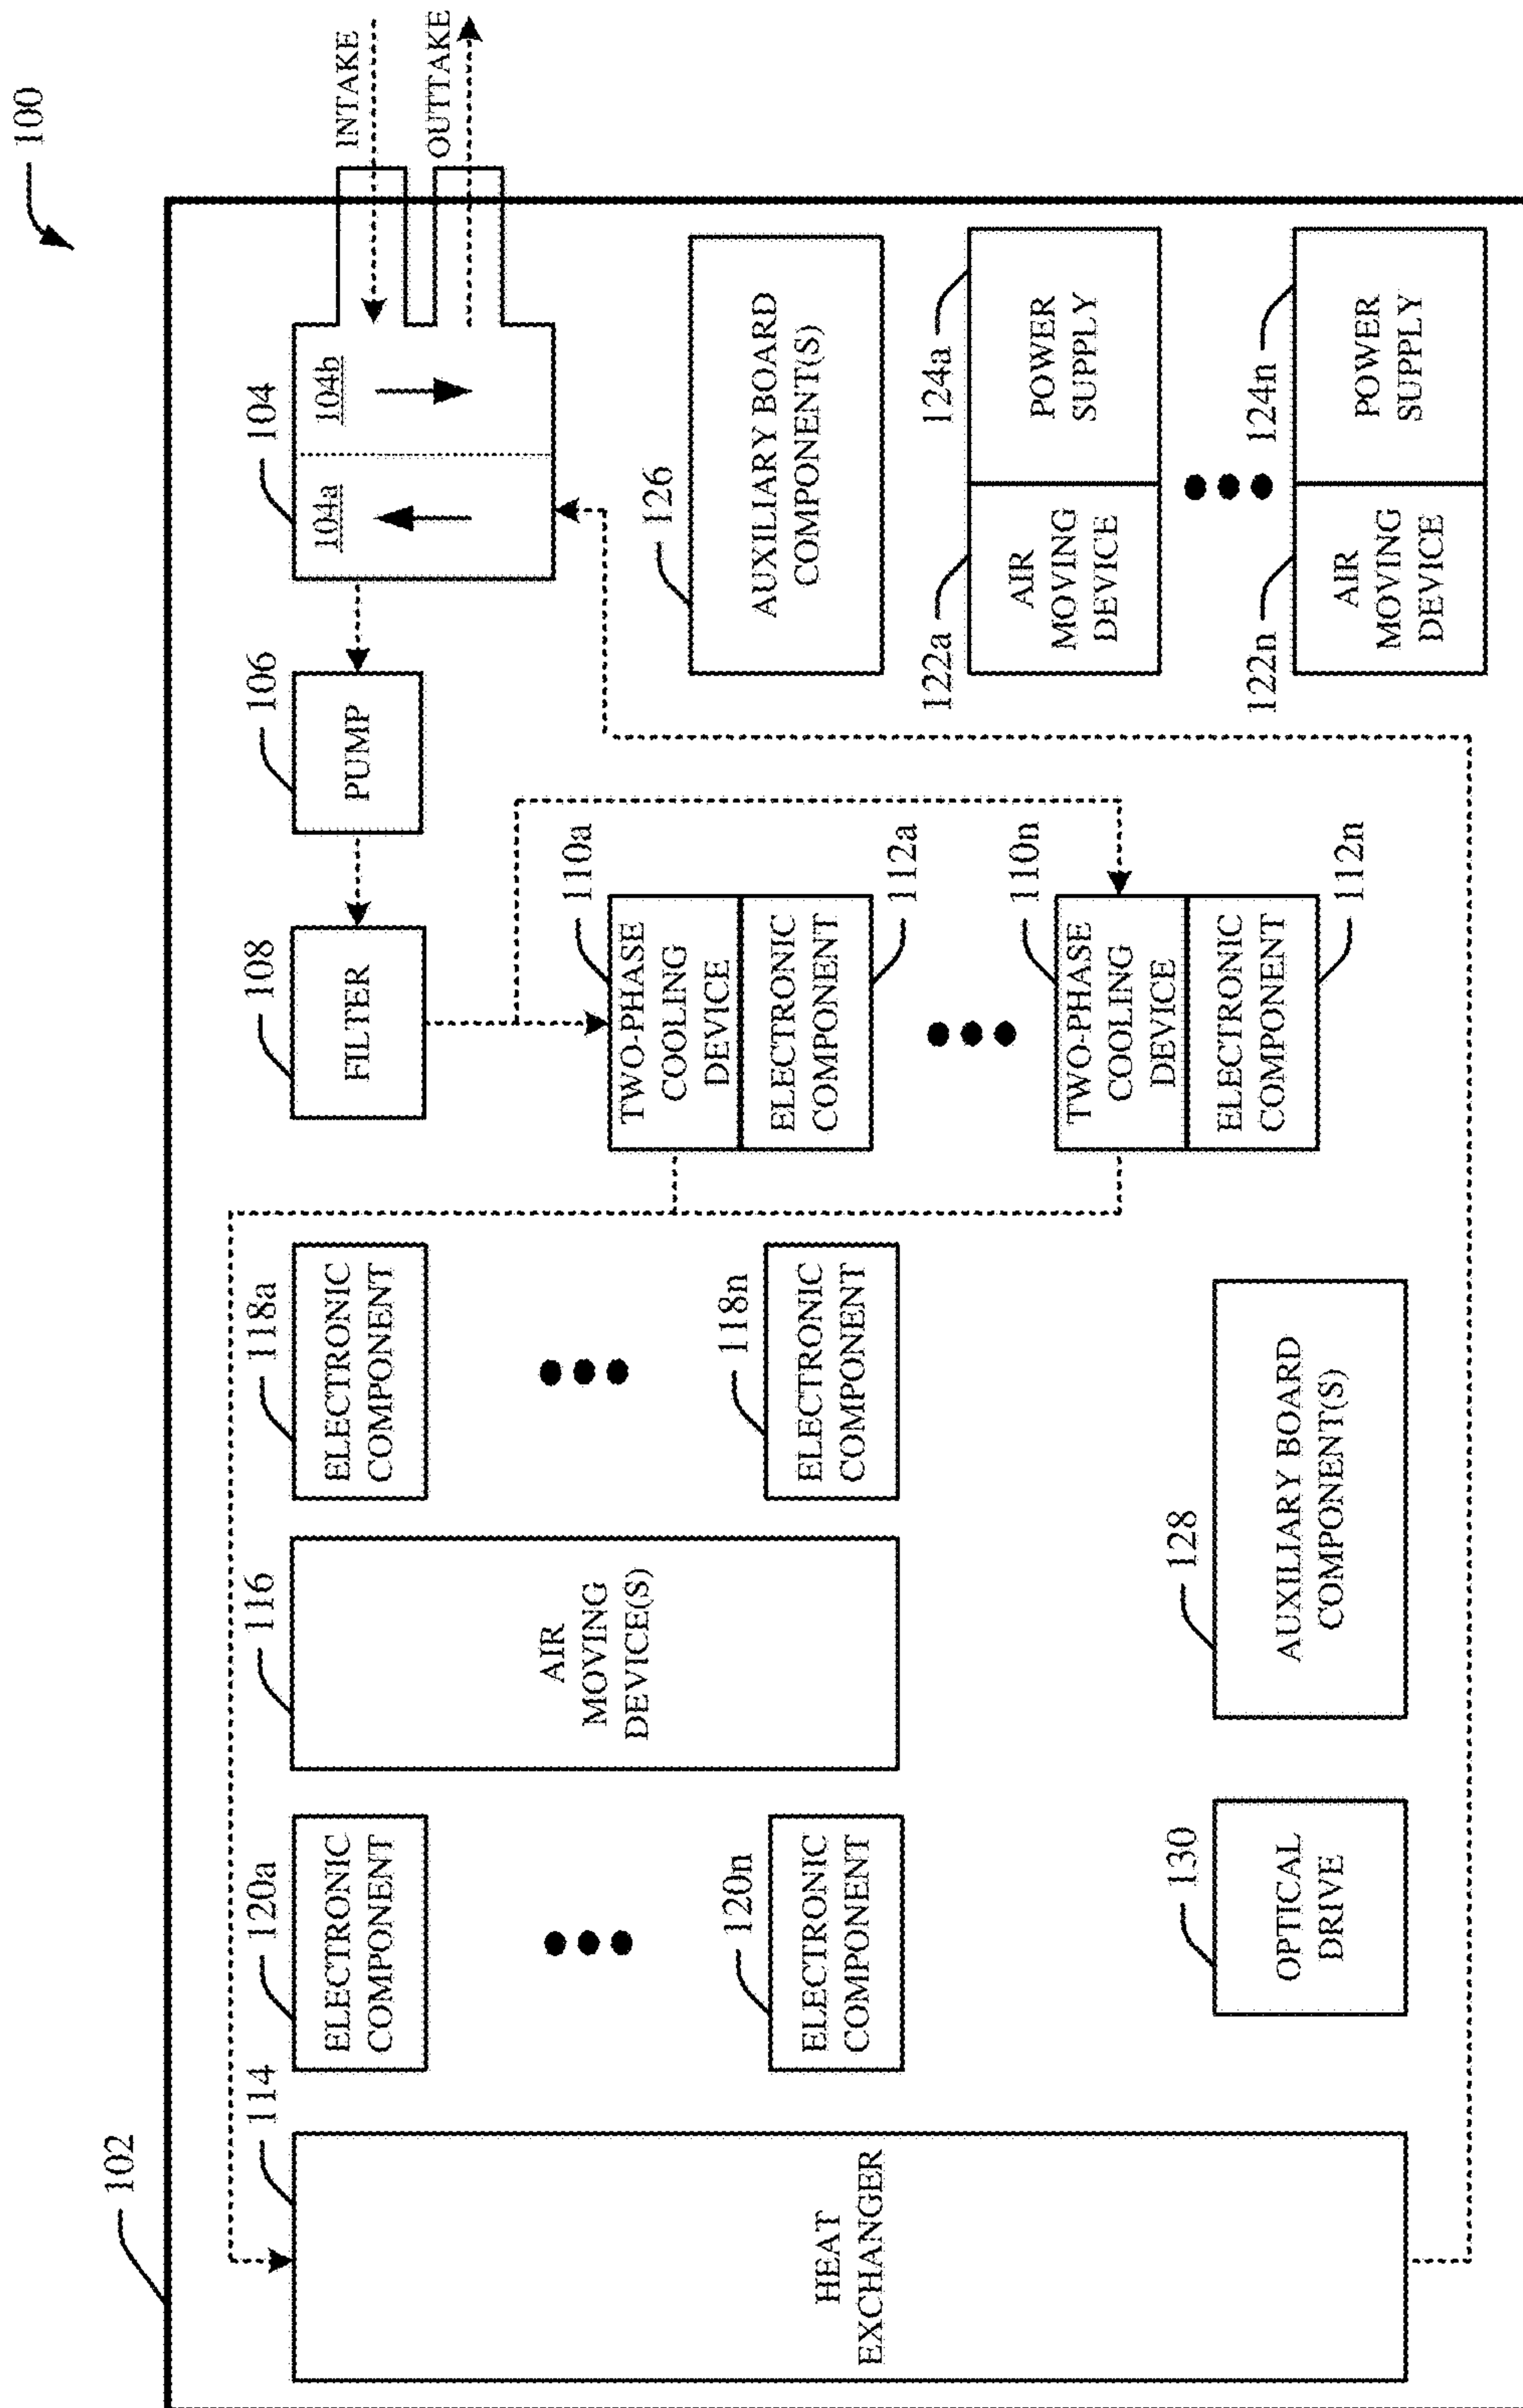 100
102
INTAKE
OUTTAKE
104
104a
104b
106
PUMP
108
FILTER
110a
TWO-PHASE
COOLING
DEVICE
112a
ELECTRONIC
COMPONENT
110n
TWO-PHASE
COOLING
DEVICE
112n
ELECTRONIC
COMPONENT
126
AUXILIARY BOARD
COMPONENT(S)
122a
AIR
MOVING
DEVICE
124a
POWER
SUPPLY
122n
AIR
MOVING
DEVICE
124n
POWER
SUPPLY
118a
ELECTRONIC
COMPONENT
118n
ELECTRONIC
COMPONENT
116
AIR
MOVING
DEVICE(S)
120a
ELECTRONIC
COMPONENT
120n
ELECTRONIC
COMPONENT
128
AUXILIARY BOARD
COMPONENT(S)
130
OPTICAL
DRIVE
114
HEAT
EXCHANGER